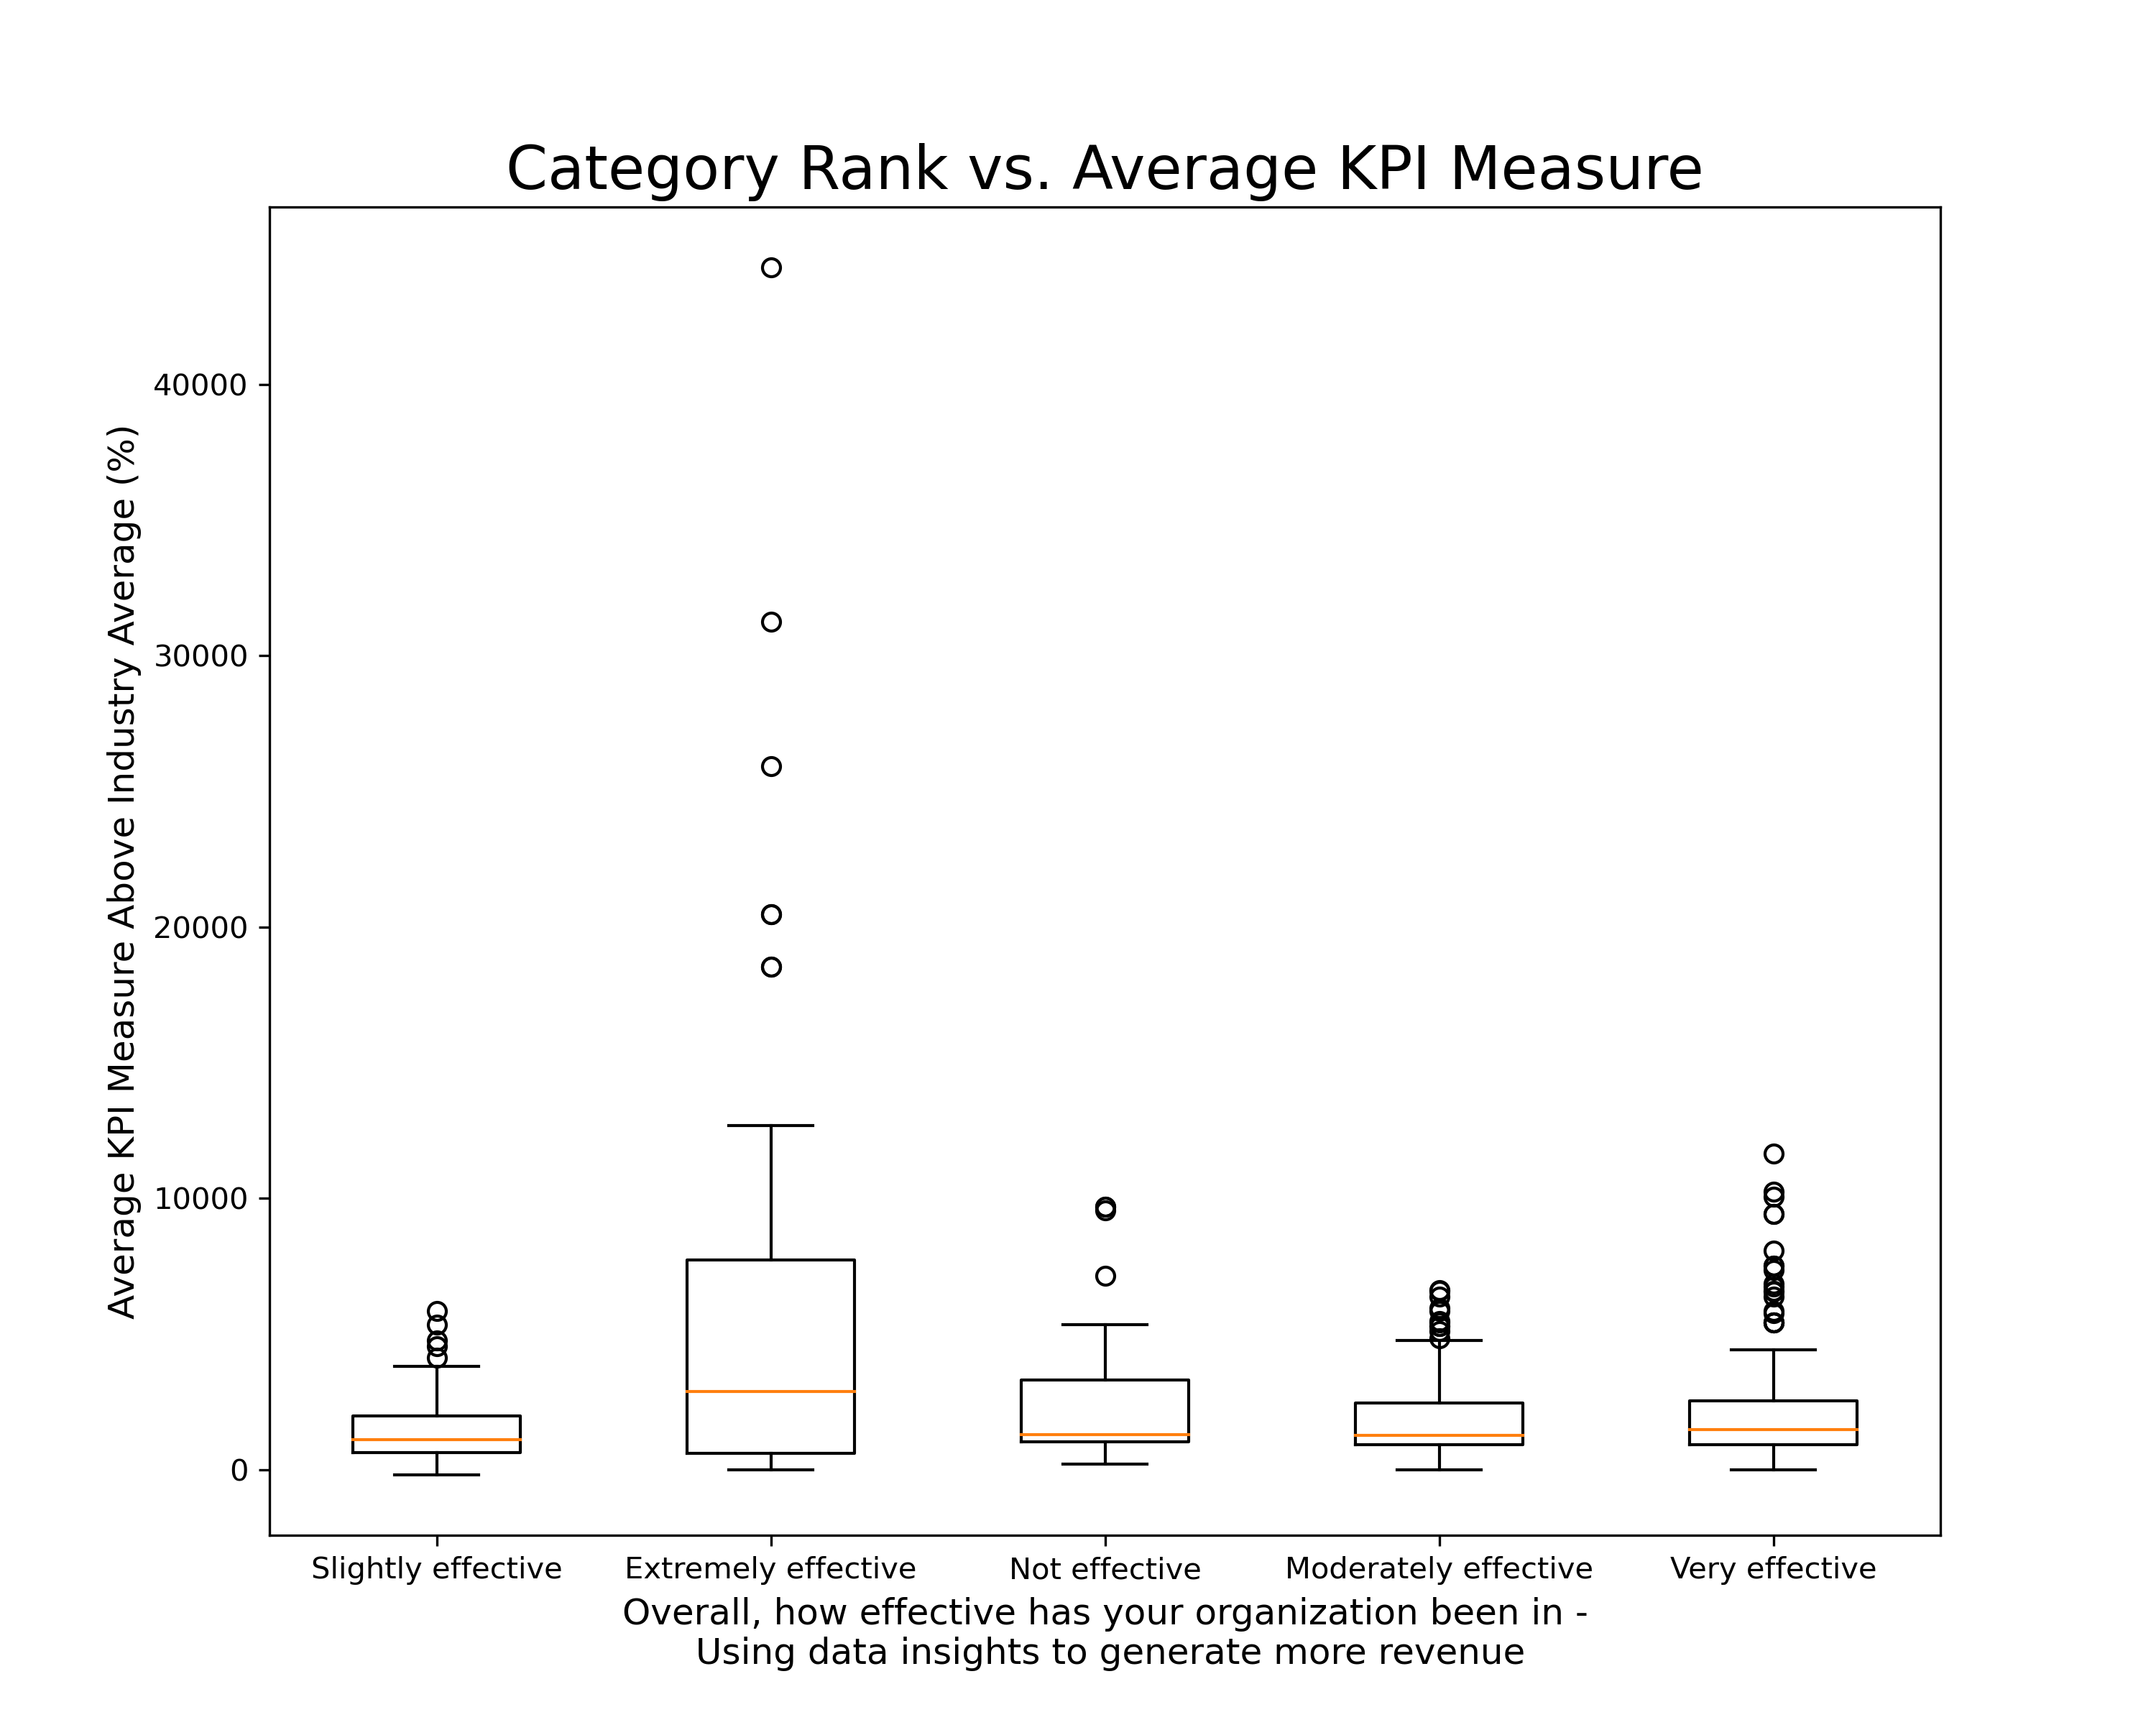 Category Rank vs. Average KPI Measure
Average KPI Measure Above Industry Average (%)
40000
30000
20000
10000
0
Slightly effective
Extremely effective
Not effective
Moderately effective
Very effective
Overall, how effective has your organization been in -
Using data insights to generate more revenue